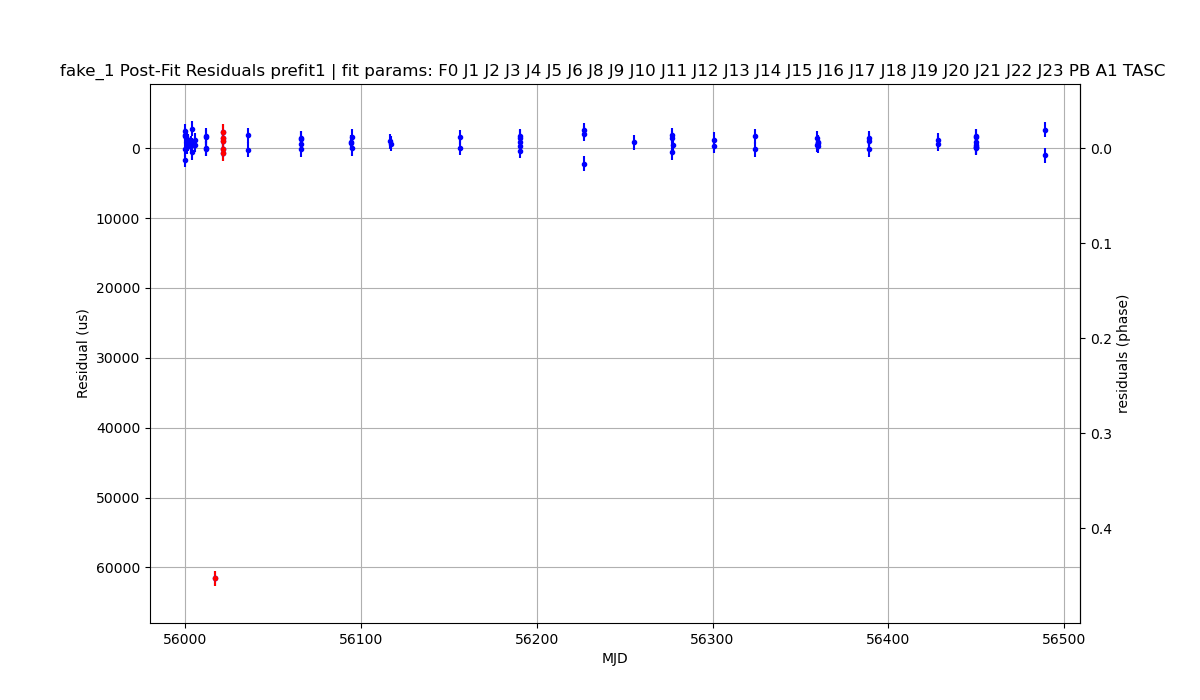 fake_1 Post-Fit Residuals prefit1 | fit params: F0 J1 J2 J3 J4 J5 J6 J8 J9 J10 J11 J12 J13 J14 J15 J16 J17 J18 J19 J20 J21 J22 J23 PB A1 TASC
0
10000
20000
30000
40000
50000
60000
Residual (us)
0.0
0.1
0.2
0.3
0.4
residuals (phase)
56000 56100 56200 56300 56400 56500
MJD